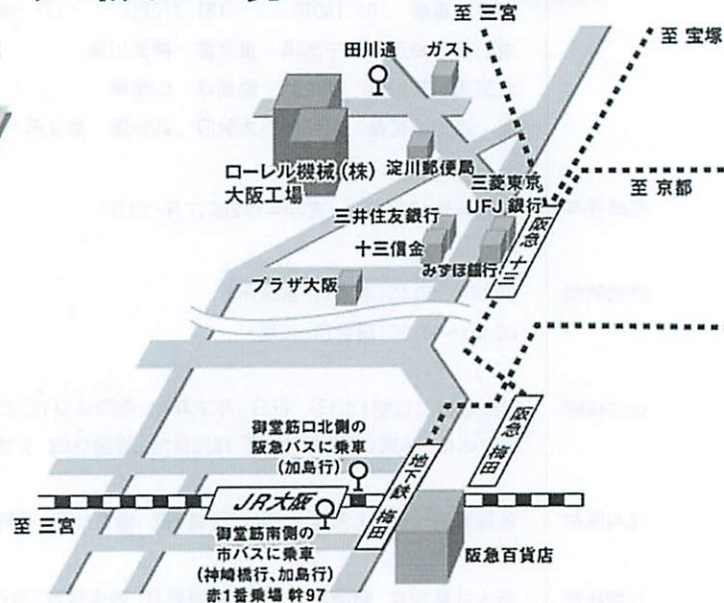 至 三宮
至 宝塚
田川通
ガスト
ローレル機械(株)
大阪工場
淀川郵便局
三菱東京
UFJ銀行
至 京都
三井住友銀行
十三信金
みずほ銀行
阪急 十三
プラザ大阪
御堂筋口北側の
阪急バスに乗車
(加島行)
地下鉄 梅田
阪急 梅田
JR大阪
至 三宮
御堂筋南側の
市バスに乗車
(神崎橋行、加島行)
赤1番乗場 幹97
阪急百貨店